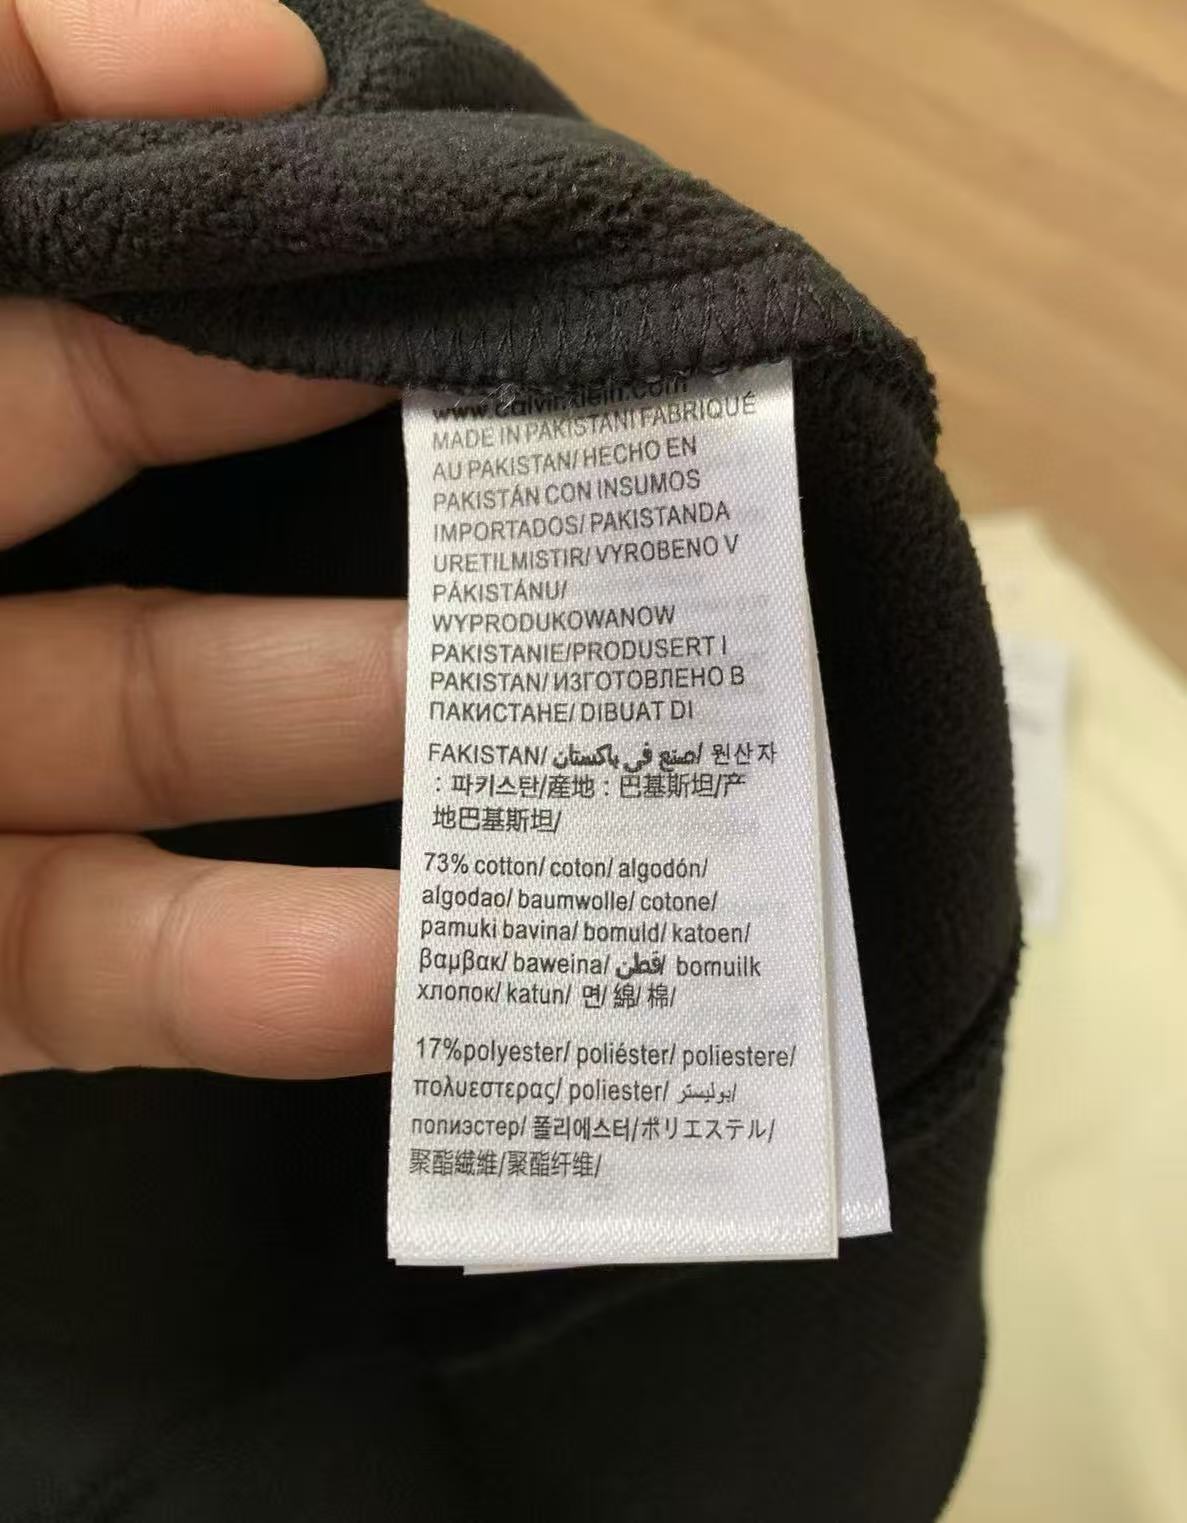 www.calvinklein.com
MADE IN PAKISTAN/ FABRIQUÉ
AU PAKISTAN/ HECHO EN
PAKISTÁN CON INSUMOS
IMPORTADOS/ PAKISTANDA
URETILMISTIR/ VYROBENO V
PÁKISTÁNU/
WYPRODUKOWANOW
PAKISTANIE/PRODUSERT I
PAKISTAN/ ИЗГОТОВЛЕНО В
ПАКИСТАНЕ/ DIBUAT DI
FAKISTAN/ صنع في باكستان/ 원산자
: 파키스탄/産地 : 巴基斯坦/产
地巴基斯坦/
73% cotton/ coton/ algodón/
algodao/ baumwolle/ cotone/
pamuki bavina/ bomuld/ katoen/
βαμβακ/ baweina/ قطن/ bomuilk
хлопок/ katun/ 면/ 綿/ 棉/
17%polyester/ poliéster/ poliestere/
πολυεστερας/ poliester/ بوليستر/
полиэстер/ 폴리에스터/ポリエステル/
聚酯繊維/聚酯纤维/